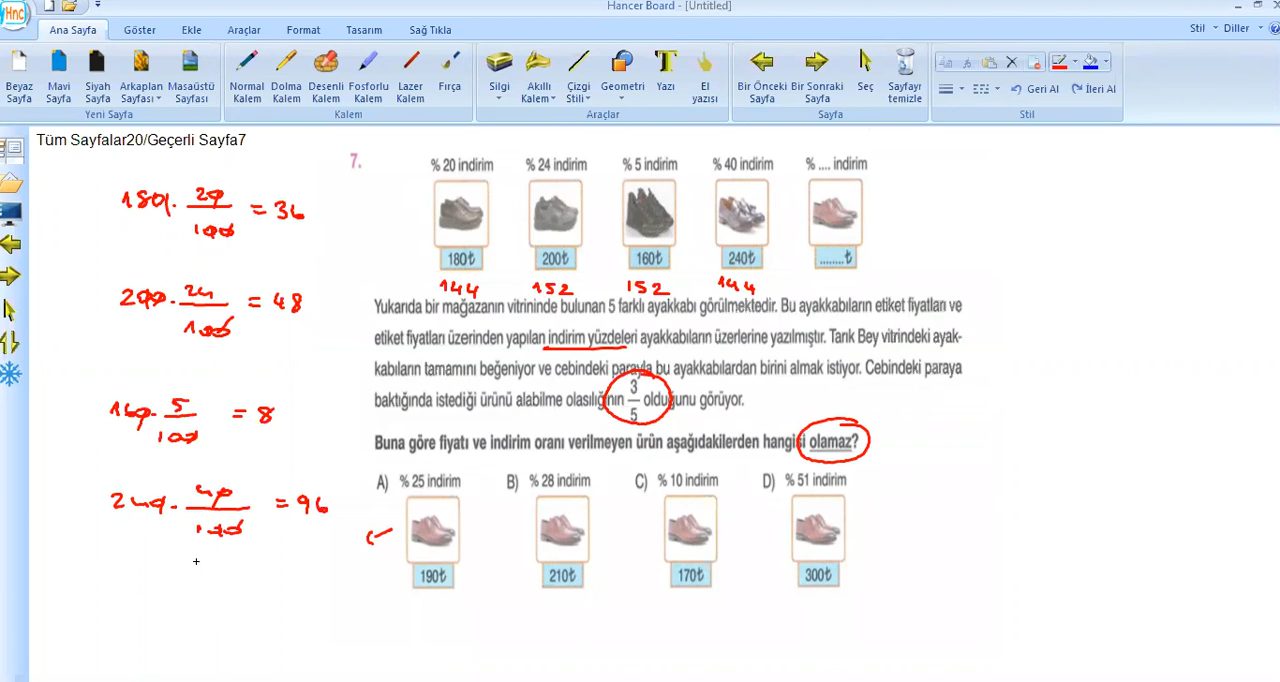 yHnc
Hancer Board - [Untitled]
Ana Sayfa Göster Ekle Araçlar Format Tasarım Sağ Tıkla Stil Diller
Beyaz Sayfa Mavi Sayfa Siyah Sayfa Arkaplan Sayfası Masaüstü Sayfası
Yeni Sayfa
Normal Kalem Dolma Kalem Desenli Kalem Fosforlu Kalem Lazer Kalem Fırça
Kalem
Silgi Akıllı Kalem Çizgi Stili Geometri Yazı El yazısı
Araçlar
Bir Önceki Sayfa Bir Sonraki Sayfa Seç Sayfayı temizle
Sayfa
Geri Al İleri Al
Stil
Tüm Sayfalar20/Geçerli Sayfa7
7.
% 20 indirim % 24 indirim % 5 indirim % 40 indirim % .... indirim
180₺ 200₺ 160₺ 240₺ ........₺
144 152 152 144
180 . 20/100 = 36
200 . 24/100 = 48
160 . 5/100 = 8
240 . 40/100 = 96
Yukarıda bir mağazanın vitrininde bulunan 5 farklı ayakkabı görülmektedir. Bu ayakkabıların etiket fiyatları ve
etiket fiyatları üzerinden yapılan indirim yüzdeleri ayakkabıların üzerlerine yazılmıştır. Tarık Bey vitrindeki ayak-
kabıların tamamını beğeniyor ve cebindeki parayla bu ayakkabılardan birini almak istiyor. Cebindeki paraya
baktığında istediği ürünü alabilme olasılığının 3/5 olduğunu görüyor.
Buna göre fiyatı ve indirim oranı verilmeyen ürün aşağıdakilerden hangisi olamaz?
A) % 25 indirim B) % 28 indirim C) % 10 indirim D) % 51 indirim
190₺ 210₺ 170₺ 300₺